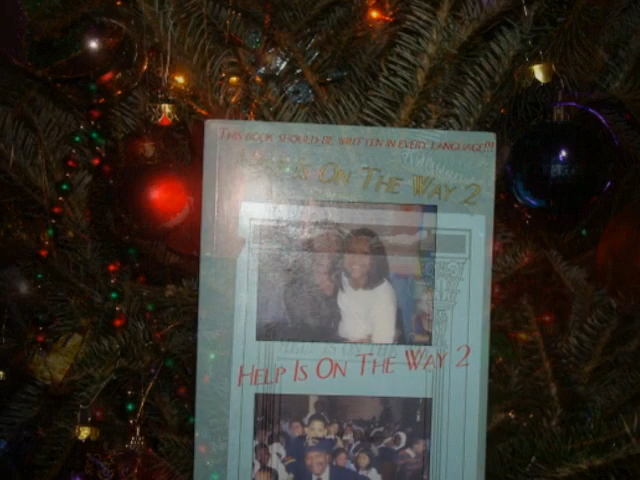 THIS BOOK SHOULD BE WRITTEN IN EVERY LANGUAGE!!!
HELP IS ON THE WAY 2
HELP IS ON THE WAY 2